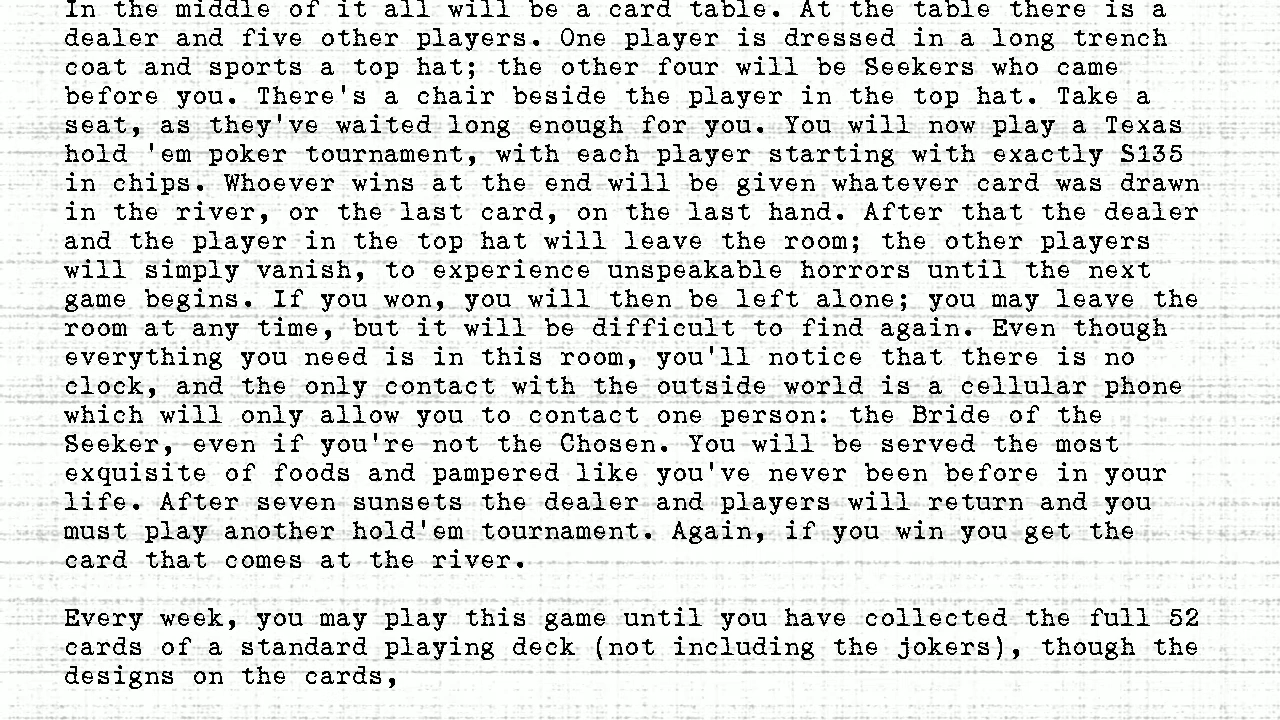 In the middle of it all will be a card table. At the table there is a
dealer and five other players. One player is dressed in a long trench
coat and sports a top hat; the other four will be Seekers who came
before you. There's a chair beside the player in the top hat. Take a
seat, as they've waited long enough for you. You will now play a Texas
hold 'em poker tournament, with each player starting with exactly $135
in chips. Whoever wins at the end will be given whatever card was drawn
in the river, or the last card, on the last hand. After that the dealer
and the player in the top hat will leave the room; the other players
will simply vanish, to experience unspeakable horrors until the next
game begins. If you won, you will then be left alone; you may leave the
room at any time, but it will be difficult to find again. Even though
everything you need is in this room, you'll notice that there is no
clock, and the only contact with the outside world is a cellular phone
which will only allow you to contact one person: the Bride of the
Seeker, even if you're not the Chosen. You will be served the most
exquisite of foods and pampered like you've never been before in your
life. After seven sunsets the dealer and players will return and you
must play another hold'em tournament. Again, if you win you get the
card that comes at the river.
Every week, you may play this game until you have collected the full 52
cards of a standard playing deck (not including the jokers), though the
designs on the cards,